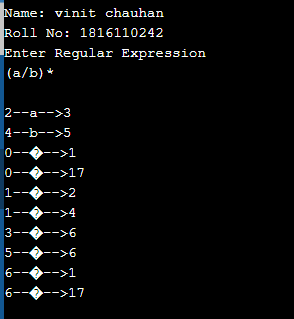 Name: vinit chauhan
Roll No: 1816110242
Enter Regular Expression
(a/b)*
2--a-->3
4--b-->5
0--�-->1
0--�-->17
1--�-->2
1--�-->4
3--�-->6
5--�-->6
6--�-->1
6--�-->17